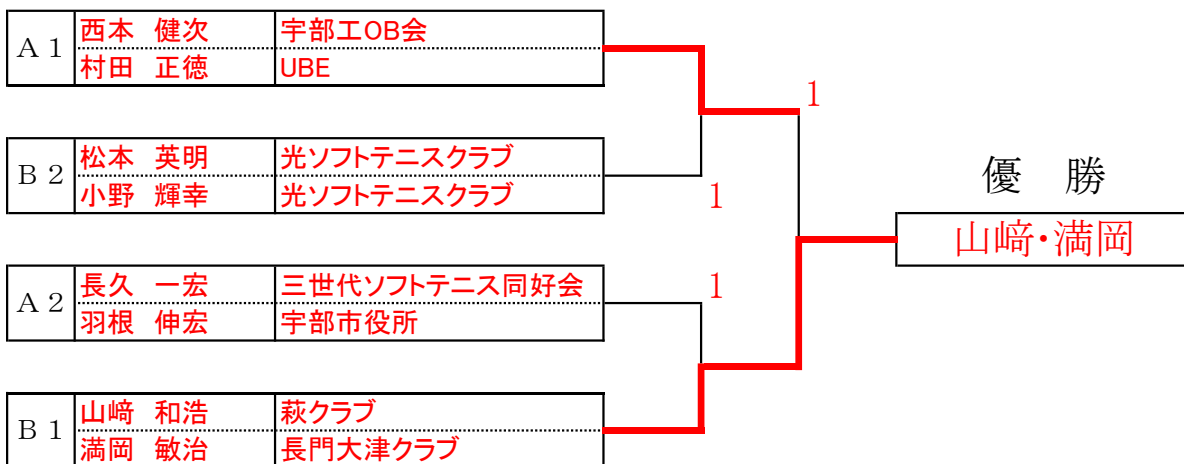 A1 西本 健次 宇部工OB会
村田 正徳 UBE
1
B2 松本 英明 光ソフトテニスクラブ
小野 輝幸 光ソフトテニスクラブ
1
優 勝
山﨑・満岡
A2 長久 一宏 三世代ソフトテニス同好会
羽根 伸宏 宇部市役所
1
B1 山﨑 和浩 萩クラブ
満岡 敏治 長門大津クラブ